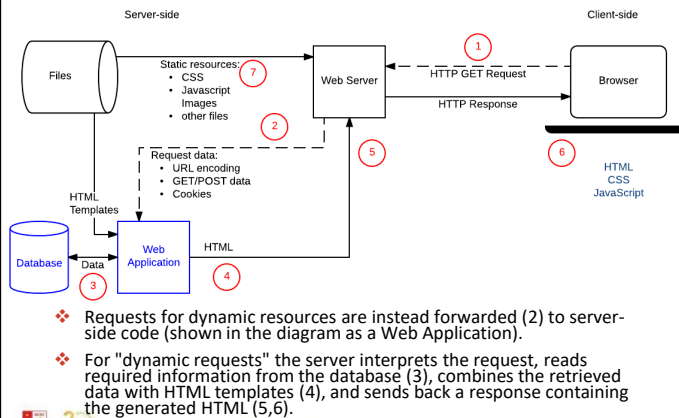 Server-side
Client-side
Files
Static resources:
• CSS
• Javascript
Images
• other files
7
Web Server
1
HTTP GET Request
HTTP Response
Browser
2
5
6
Request data:
• URL encoding
• GET/POST data
• Cookies
HTML
CSS
JavaScript
HTML
Templates
Database
Data
3
Web
Application
HTML
4
❖ Requests for dynamic resources are instead forwarded (2) to server-
side code (shown in the diagram as a Web Application).
❖ For "dynamic requests" the server interprets the request, reads
required information from the database (3), combines the retrieved
data with HTML templates (4), and sends back a response containing
the generated HTML (5,6).